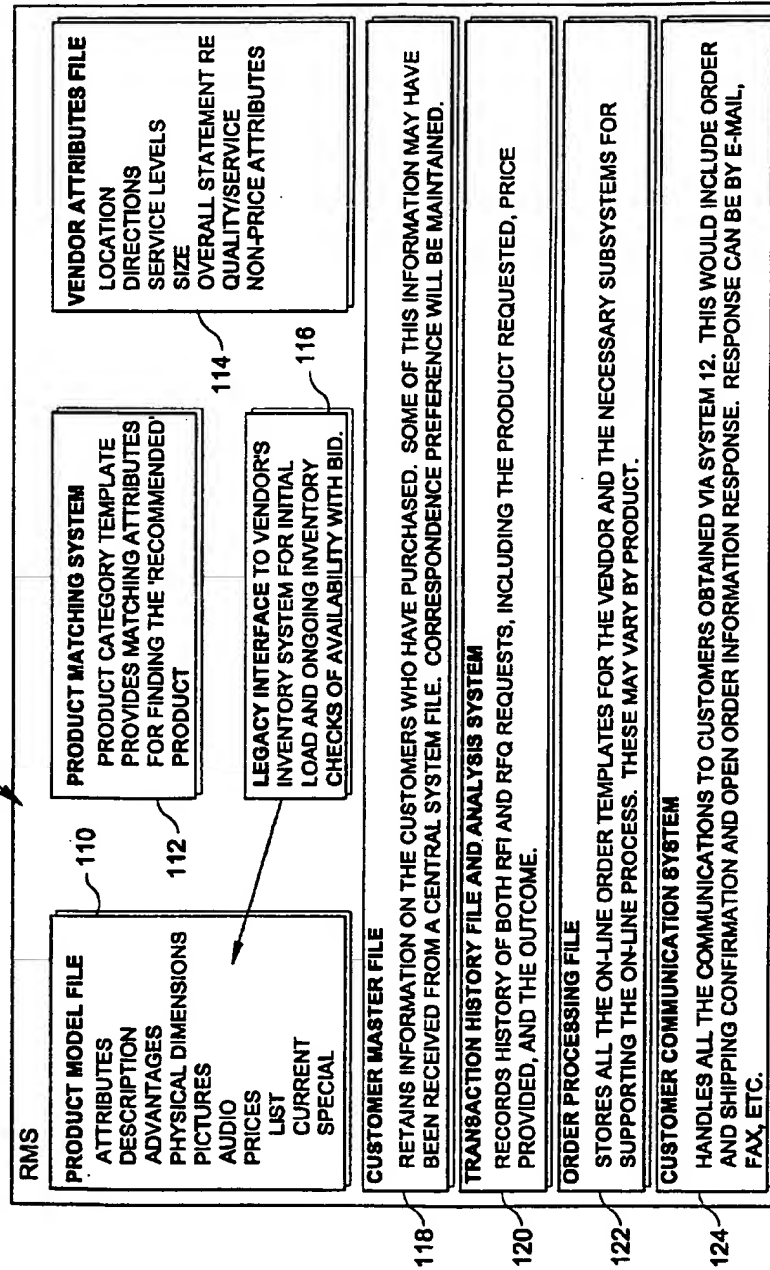 RMS
PRODUCT MODEL FILE
ATTRIBUTES
DESCRIPTION
ADVANTAGES
PHYSICAL DIMENSIONS
PICTURES
AUDIO
PRICES
LIST
CURRENT
SPECIAL
110
PRODUCT MATCHING SYSTEM
PRODUCT CATEGORY TEMPLATE
PROVIDES MATCHING ATTRIBUTES
FOR FINDING THE 'RECOMMENDED'
PRODUCT
112
LEGACY INTERFACE TO VENDOR'S
INVENTORY SYSTEM FOR INITIAL
LOAD AND ONGOING INVENTORY
CHECKS OF AVAILABILITY WITH BID.
116
VENDOR ATTRIBUTES FILE
LOCATION
DIRECTIONS
SERVICE LEVELS
SIZE
OVERALL STATEMENT RE
QUALITY/SERVICE
NON-PRICE ATTRIBUTES
114
CUSTOMER MASTER FILE
RETAINS INFORMATION ON THE CUSTOMERS WHO HAVE PURCHASED. SOME OF THIS INFORMATION MAY HAVE
BEEN RECEIVED FROM A CENTRAL SYSTEM FILE. CORRESPONDENCE PREFERENCE WILL BE MAINTAINED.
118
TRANSACTION HISTORY FILE AND ANALYSIS SYSTEM
RECORDS HISTORY OF BOTH RFI AND RFQ REQUESTS, INCLUDING THE PRODUCT REQUESTED, PRICE
PROVIDED, AND THE OUTCOME.
120
ORDER PROCESSING FILE
STORES ALL THE ON-LINE ORDER TEMPLATES FOR THE VENDOR AND THE NECESSARY SUBSYSTEMS FOR
SUPPORTING THE ON-LINE PROCESS. THESE MAY VARY BY PRODUCT.
122
CUSTOMER COMMUNICATION SYSTEM
HANDLES ALL THE COMMUNICATIONS TO CUSTOMERS OBTAINED VIA SYSTEM 12. THIS WOULD INCLUDE ORDER
AND SHIPPING CONFIRMATION AND OPEN ORDER INFORMATION RESPONSE. RESPONSE CAN BE BY E-MAIL,
FAX, ETC.
124